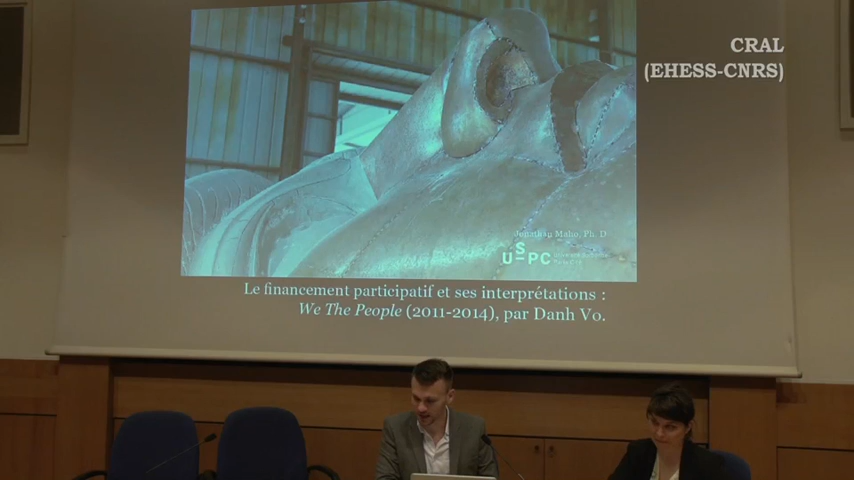 CRAL
(EHESS-CNRS)
Jonathan Maho, Ph. D
USPC
Le financement participatif et ses interprétations :
We The People (2011-2014), par Danh Vo.